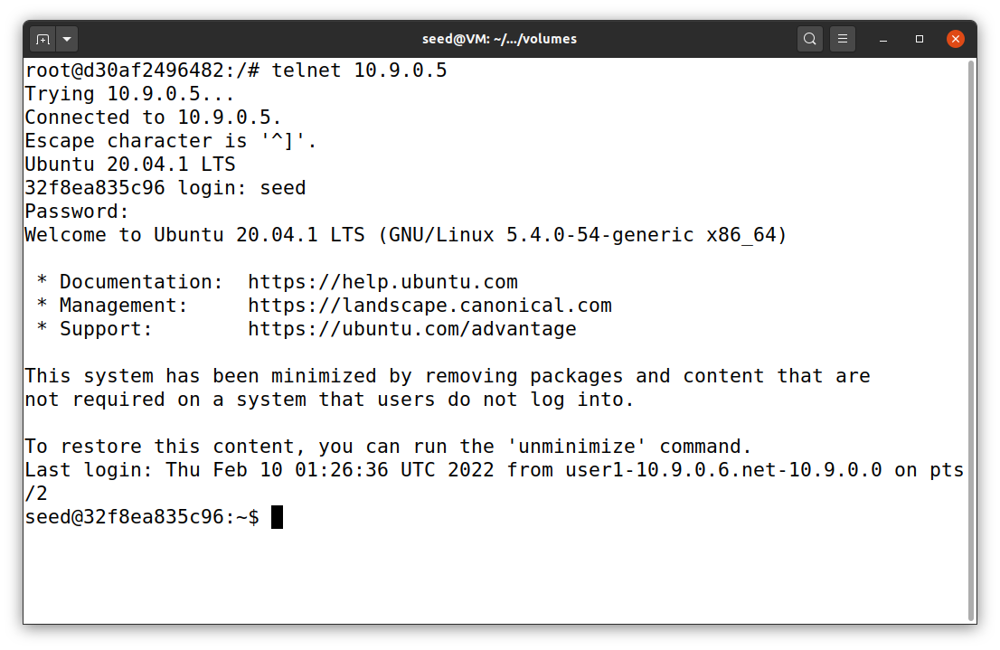 seed@VM: ~/.../volumes
root@d30af2496482:/# telnet 10.9.0.5
Trying 10.9.0.5...
Connected to 10.9.0.5.
Escape character is '^]'.
Ubuntu 20.04.1 LTS
32f8ea835c96 login: seed
Password:
Welcome to Ubuntu 20.04.1 LTS (GNU/Linux 5.4.0-54-generic x86_64)

 * Documentation:  https://help.ubuntu.com
 * Management:     https://landscape.canonical.com
 * Support:        https://ubuntu.com/advantage

This system has been minimized by removing packages and content that are
not required on a system that users do not log into.

To restore this content, you can run the 'unminimize' command.
Last login: Thu Feb 10 01:26:36 UTC 2022 from user1-10.9.0.6.net-10.9.0.0 on pts
/2
seed@32f8ea835c96:~$